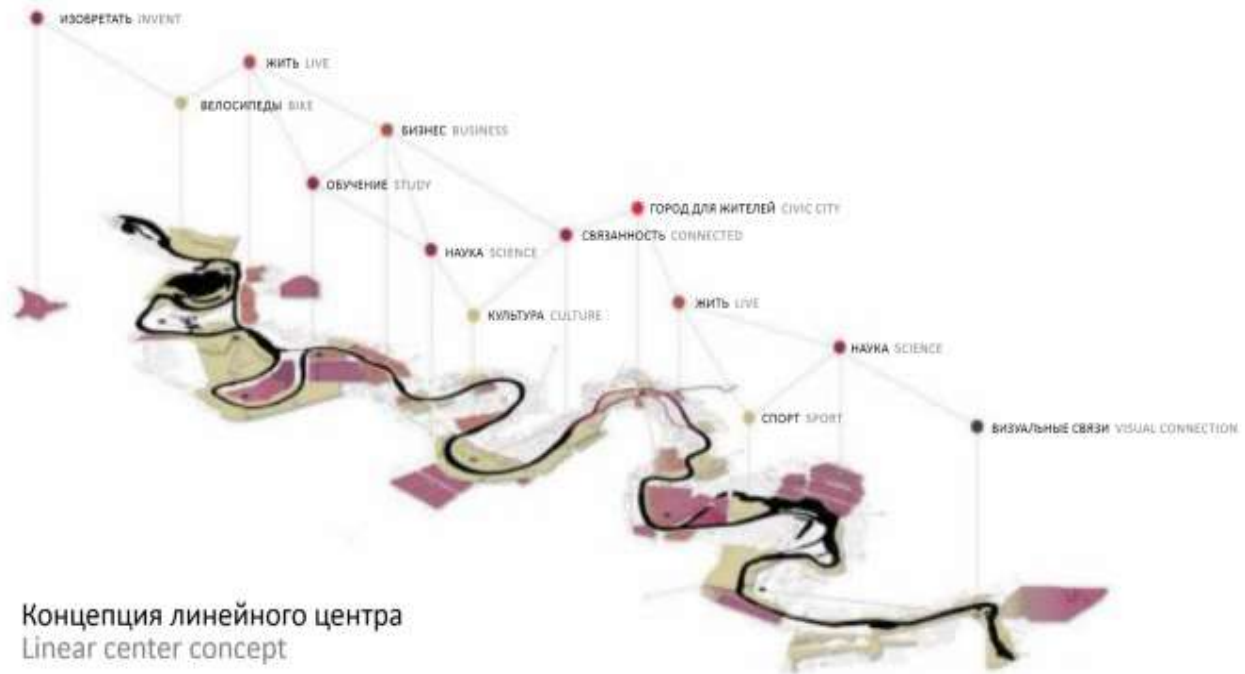 ИЗОБРЕТАТЬ INVENT
ЖИТЬ LIVE
ВЕЛОСИПЕДЫ BIKE
БИЗНЕС BUSINESS
ОБУЧЕНИЕ STUDY
ГОРОД ДЛЯ ЖИТЕЛЕЙ CIVIC CITY
СВЯЗАННОСТЬ CONNECTED
НАУКА SCIENCE
ЖИТЬ LIVE
КУЛЬТУРА CULTURE
НАУКА SCIENCE
СПОРТ SPORT
ВИЗУАЛЬНЫЕ СВЯЗИ VISUAL CONNECTION
Концепция линейного центра
Linear center concept